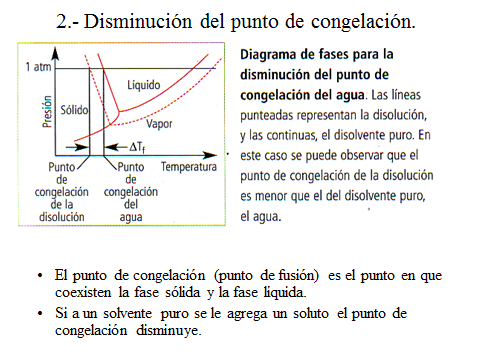 2.- Disminución del punto de congelación.
1 atm
Líquido
Sólido
Presión
Vapor
ΔTf
Punto de congelación de la disolución
Punto de congelación del agua
Temperatura
Diagrama de fases para la
disminución del punto de
congelación del agua. Las líneas
punteadas representan la disolución,
y las continuas, el disolvente puro. En
este caso se puede observar que el
punto de congelación de la disolución
es menor que el del disolvente puro,
el agua.
• El punto de congelación (punto de fusión) es el punto en que
coexisten la fase sólida y la fase líquida.
• Si a un solvente puro se le agrega un soluto el punto de
congelación disminuye.